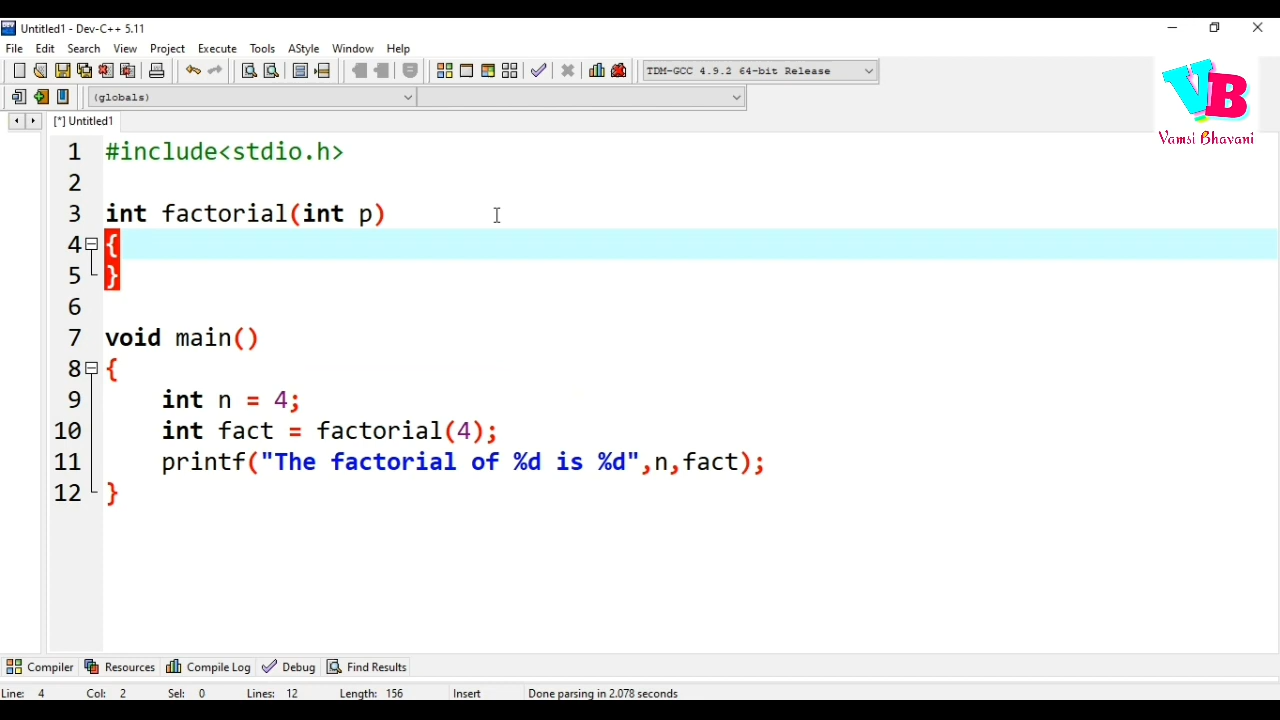 Untitled1 - Dev-C++ 5.11
File Edit Search View Project Execute Tools AStyle Window Help
TDM-GCC 4.9.2 64-bit Release
(globals)
VB
Vamsi Bhavani
[*] Untitled1
1 #include<stdio.h>
2
3 int factorial(int p)
4 {
5 }
6
7 void main()
8 {
9 int n = 4;
10 int fact = factorial(4);
11 printf("The factorial of %d is %d",n,fact);
12 }
Compiler Resources Compile Log Debug Find Results
Line: 4 Col: 2 Sel: 0 Lines: 12 Length: 156 Insert Done parsing in 2.078 seconds